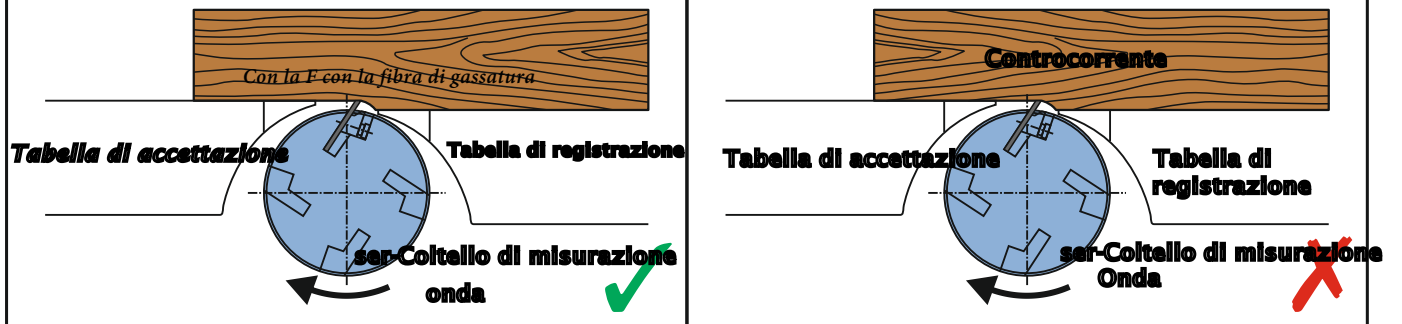 Con la F con la fibra di gassatura
Tabella di accettazione
Tabella di registrazione
ser-Coltello di misurazione
onda
Controcorrente
Tabella di accettazione
Tabella di
registrazione
ser-Coltello di misurazione
Onda